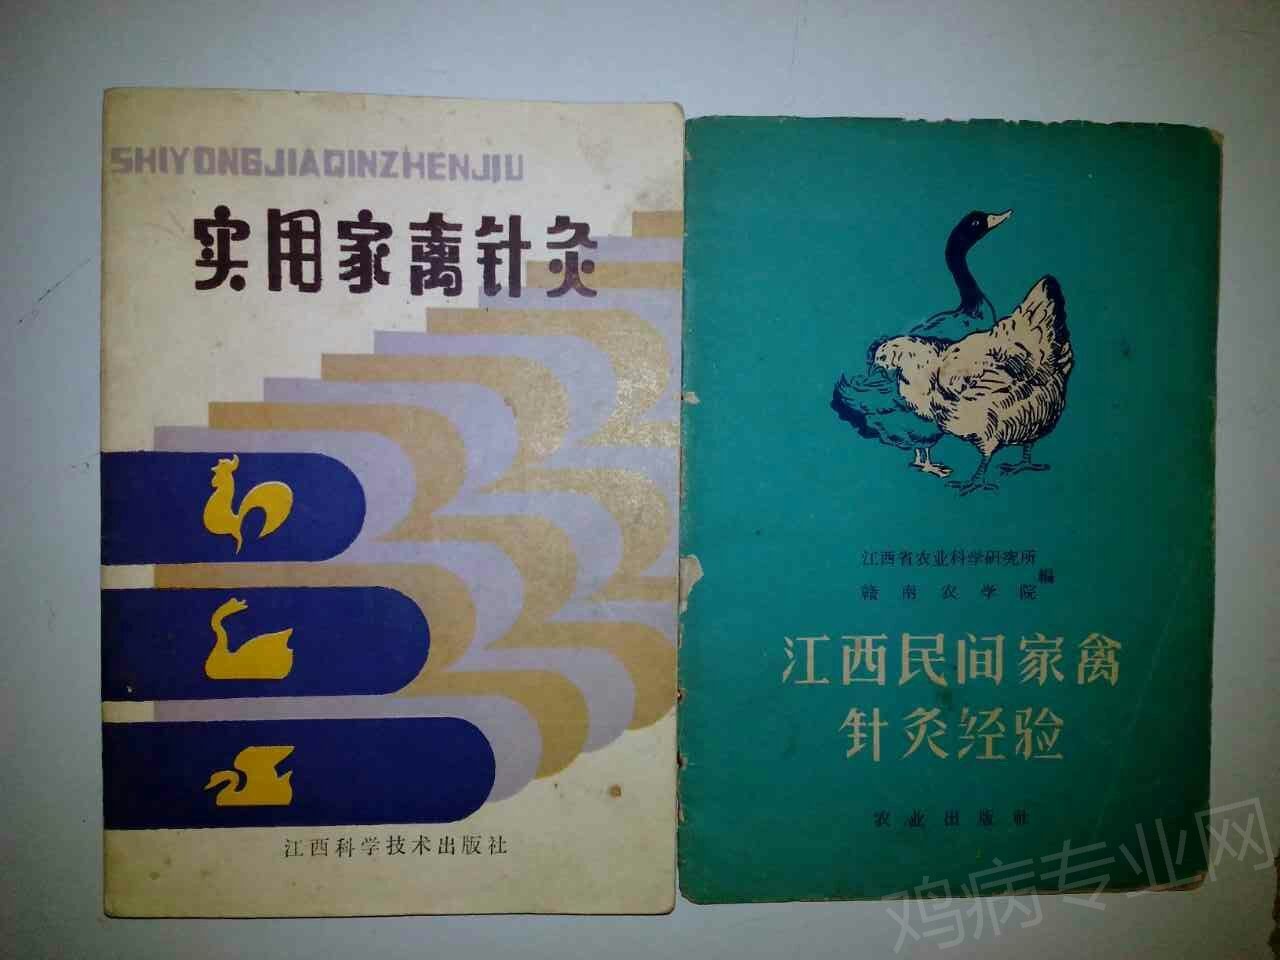 SHIYONGJIAQINZHENJIU
实用家禽针灸
江西科学技术出版社
江西省农业科学研究所
赣南农学院
编
江西民间家禽
针灸经验
农业出版社
鸡病专业网